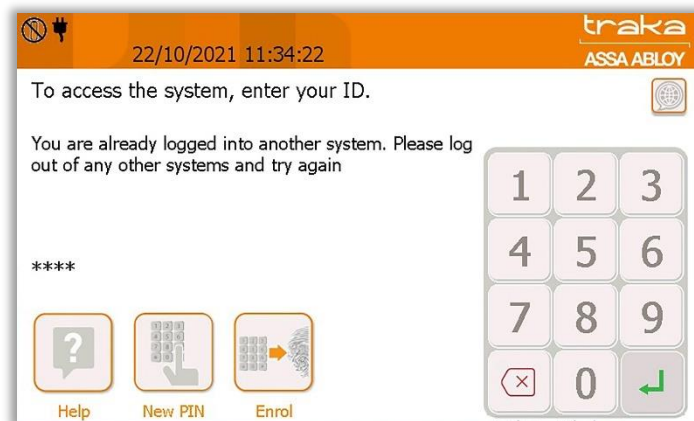 22/10/2021 11:34:22
traka
ASSA ABLOY
To access the system, enter your ID.
You are already logged into another system. Please log
out of any other systems and try again
1 2 3
4 5 6
****
7 8 9
0
Help New PIN Enrol